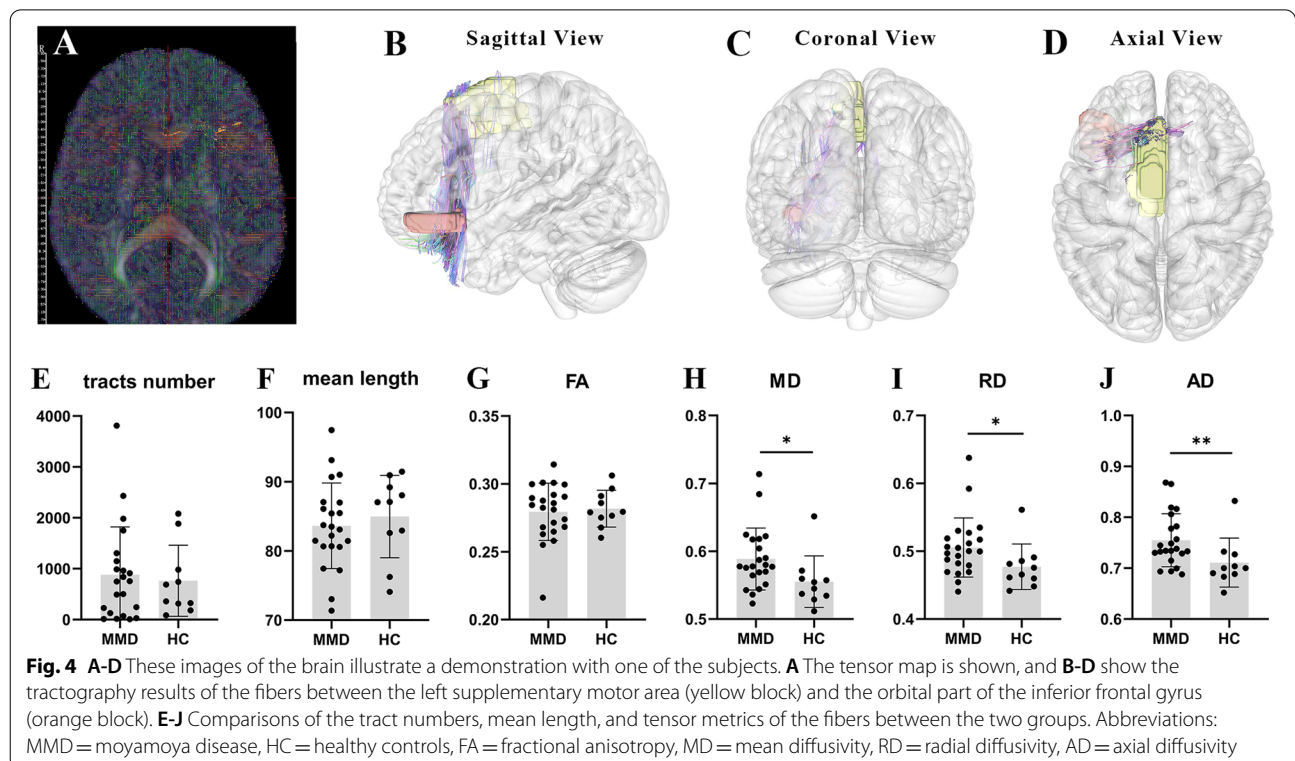 A
R
B
Sagittal View
C
Coronal View
D
Axial View
E
tracts number
4000
3000
2000
1000
0
MMD HC
F
mean length
100
90
80
70
MMD HC
G
FA
0.35
0.30
0.25
0.20
MMD HC
H
MD
*
0.8
0.7
0.6
0.5
MMD HC
I
RD
*
0.7
0.6
0.5
0.4
MMD HC
J
AD
**
1.0
0.9
0.8
0.7
0.6
MMD HC
Fig. 4 A-D These images of the brain illustrate a demonstration with one of the subjects. A The tensor map is shown, and B-D show the
tractography results of the fibers between the left supplementary motor area (yellow block) and the orbital part of the inferior frontal gyrus
(orange block). E-J Comparisons of the tract numbers, mean length, and tensor metrics of the fibers between the two groups. Abbreviations:
MMD = moyamoya disease, HC = healthy controls, FA = fractional anisotropy, MD = mean diffusivity, RD = radial diffusivity, AD = axial diffusivity